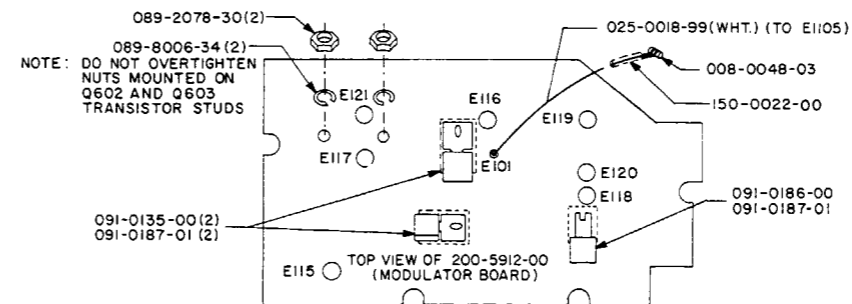 089-2078-30(2)
089-8006-34(2)
NOTE: DO NOT OVERTIGHTEN
NUTS MOUNTED ON
Q602 AND Q603
TRANSISTOR STUDS
025-0018-99(WHT.) (TO E1105)
008-0048-03
150-0022-00
E121
E116
E119
E117
E101
E120
E118
091-0186-00
091-0187-01
091-0135-00(2)
091-0187-01(2)
TOP VIEW OF 200-5912-00
(MODULATOR BOARD)
E115